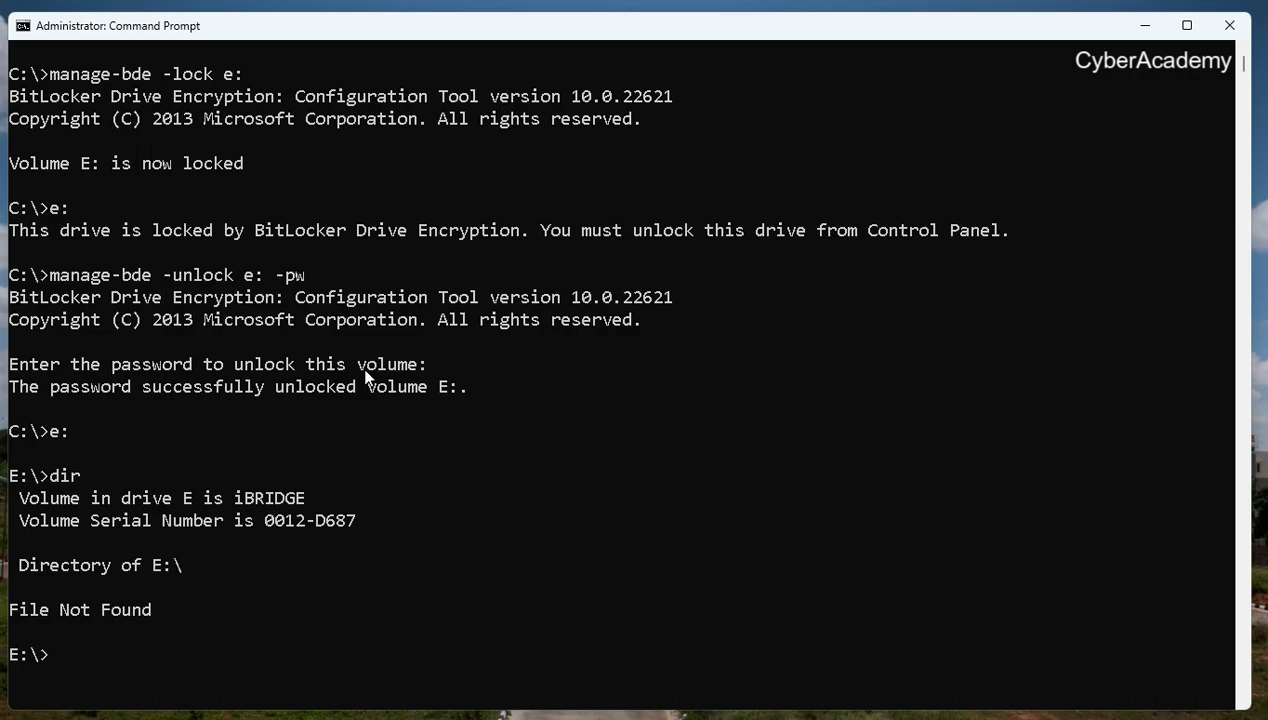 Administrator: Command Prompt
CyberAcademy
C:\>manage-bde -lock e:
BitLocker Drive Encryption: Configuration Tool version 10.0.22621
Copyright (C) 2013 Microsoft Corporation. All rights reserved.
Volume E: is now locked
C:\>e:
This drive is locked by BitLocker Drive Encryption. You must unlock this drive from Control Panel.
C:\>manage-bde -unlock e: -pw
BitLocker Drive Encryption: Configuration Tool version 10.0.22621
Copyright (C) 2013 Microsoft Corporation. All rights reserved.
Enter the password to unlock this volume:
The password successfully unlocked volume E:.
C:\>e:
E:\>dir
Volume in drive E is iBRIDGE
Volume Serial Number is 0012-D687
Directory of E:\
File Not Found
E:\>